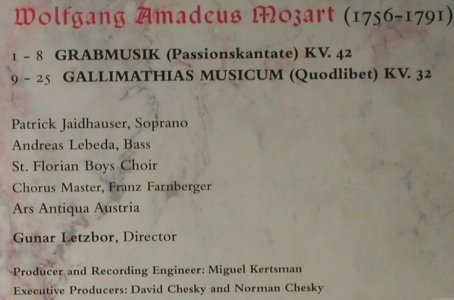 Wolfgang Amadeus Mozart (1756-1791)
1 - 8 GRABMUSIK (Passionskantate) KV. 42
9 - 25 GALLIMATHIAS MUSICUM (Quodlibet) KV. 32
Patrick Jaidhauser, Soprano
Andreas Lebeda, Bass
St. Florian Boys Choir
Chorus Master, Franz Farnberger
Ars Antiqua Austria
Gunar Letzbor, Director
Producer and Recording Engineer: Miguel Kertsman
Executive Producers: David Chesky and Norman Chesky